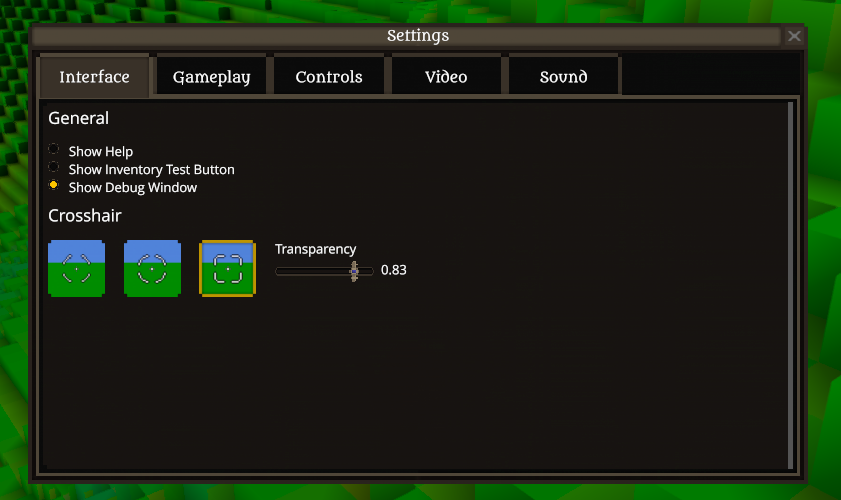 Settings
Interface
Gameplay
Controls
Video
Sound
General
Show Help
Show Inventory Test Button
Show Debug Window
Crosshair
Transparency
0.83